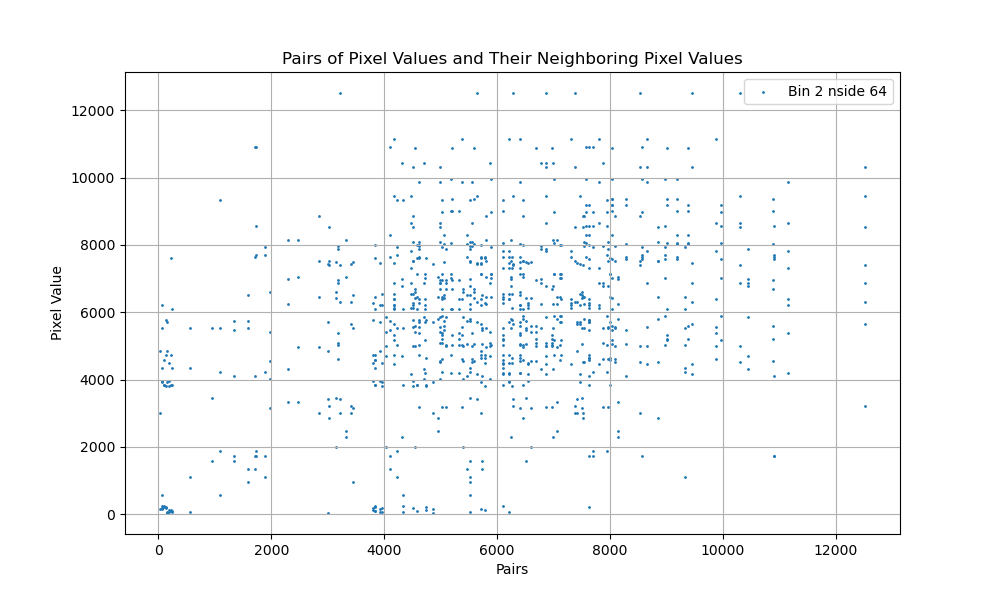 Pairs of Pixel Values and Their Neighboring Pixel Values
Bin 2 nside 64
12000
10000
8000
6000
4000
2000
0
Pixel Value
0 2000 4000 6000 8000 10000 12000
Pairs